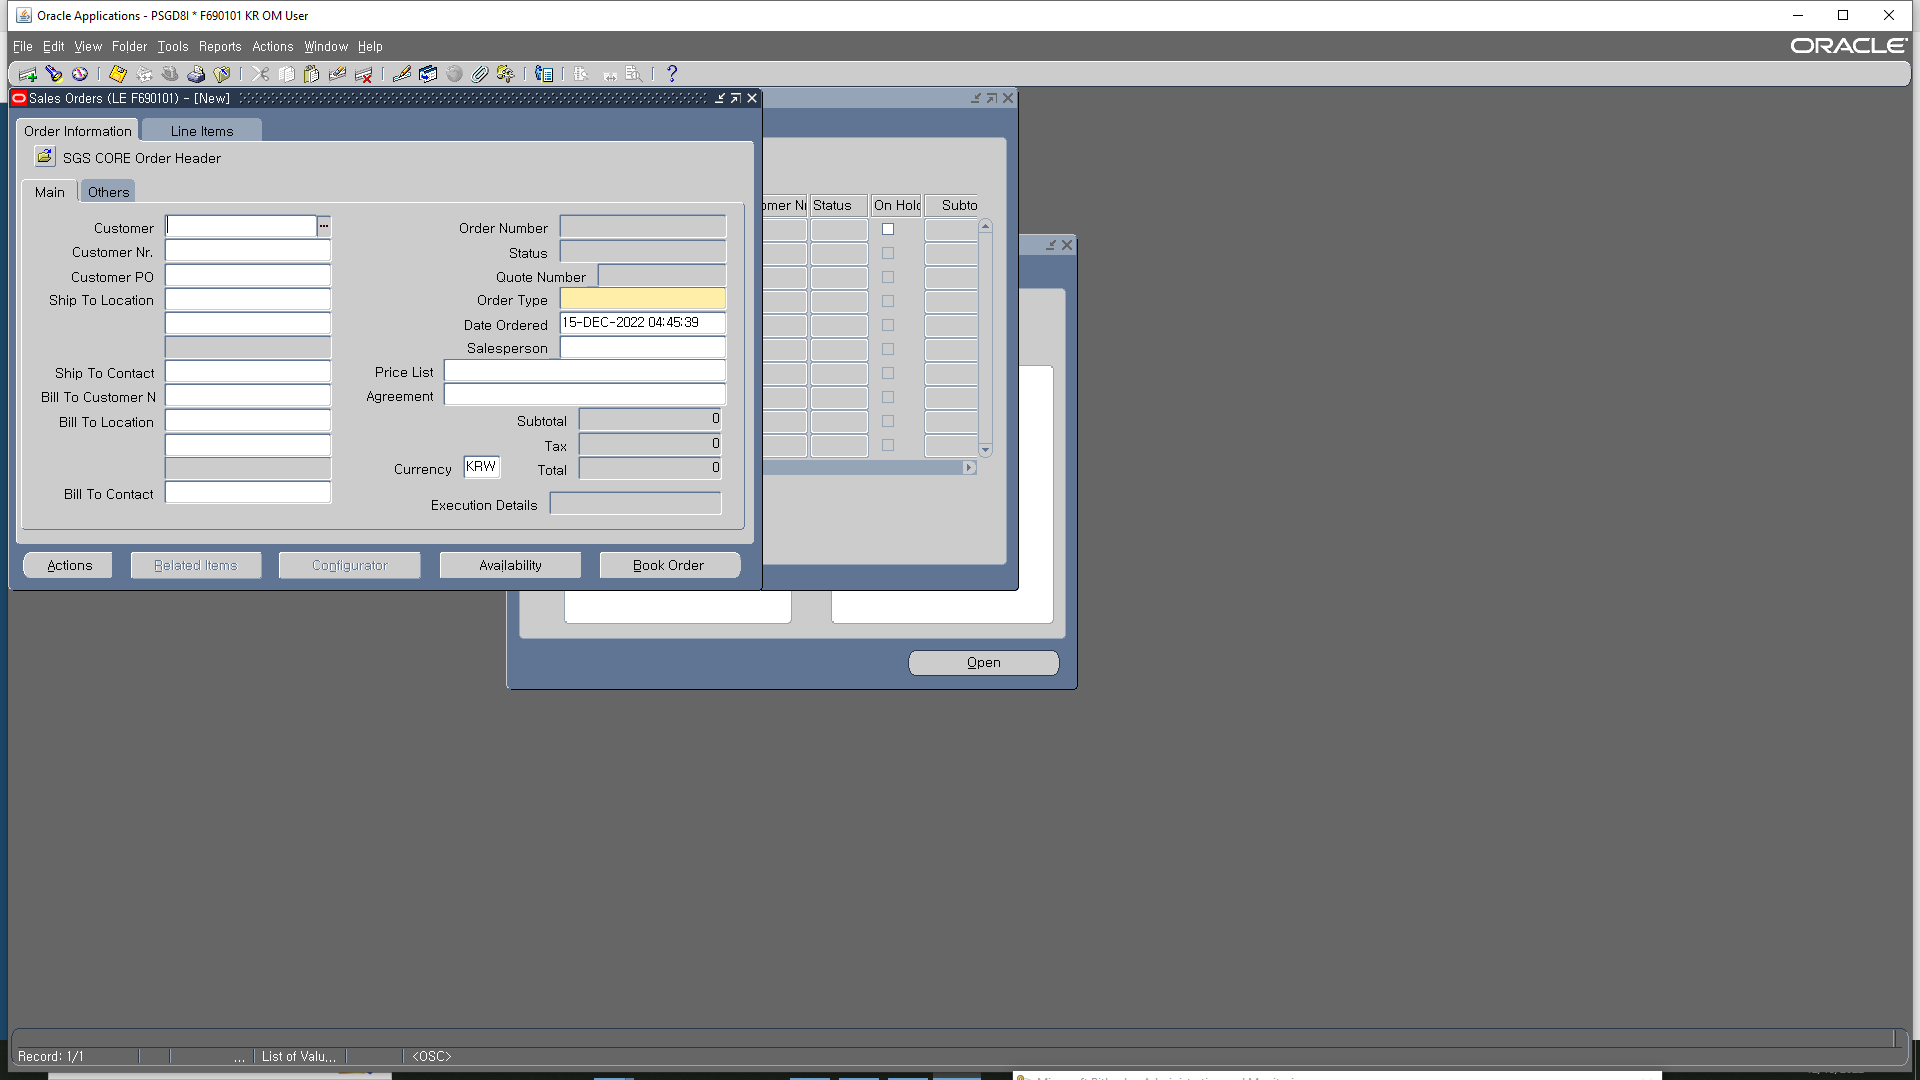 Oracle Applications - PSGD8I * F690101 KR OM User
File Edit View Folder Tools Reports Actions Window Help
ORACLE
Sales Orders (LE F690101) - [New]
Order Information
Line Items
SGS CORE Order Header
Main
Others
Customer
Customer Nr.
Customer PO
Ship To Location
Ship To Contact
Bill To Customer N
Bill To Location
Bill To Contact
Order Number
Status
Quote Number
Order Type
Date Ordered 15-DEC-2022 04:45:39
Salesperson
Price List
Agreement
Subtotal 0
Tax 0
Currency KRW Total 0
Execution Details
Actions
Related Items
Configurator
Availability
Book Order
Status
On Hold
Subto
Open
Record: 1/1 ... List of Valu... <OSC>